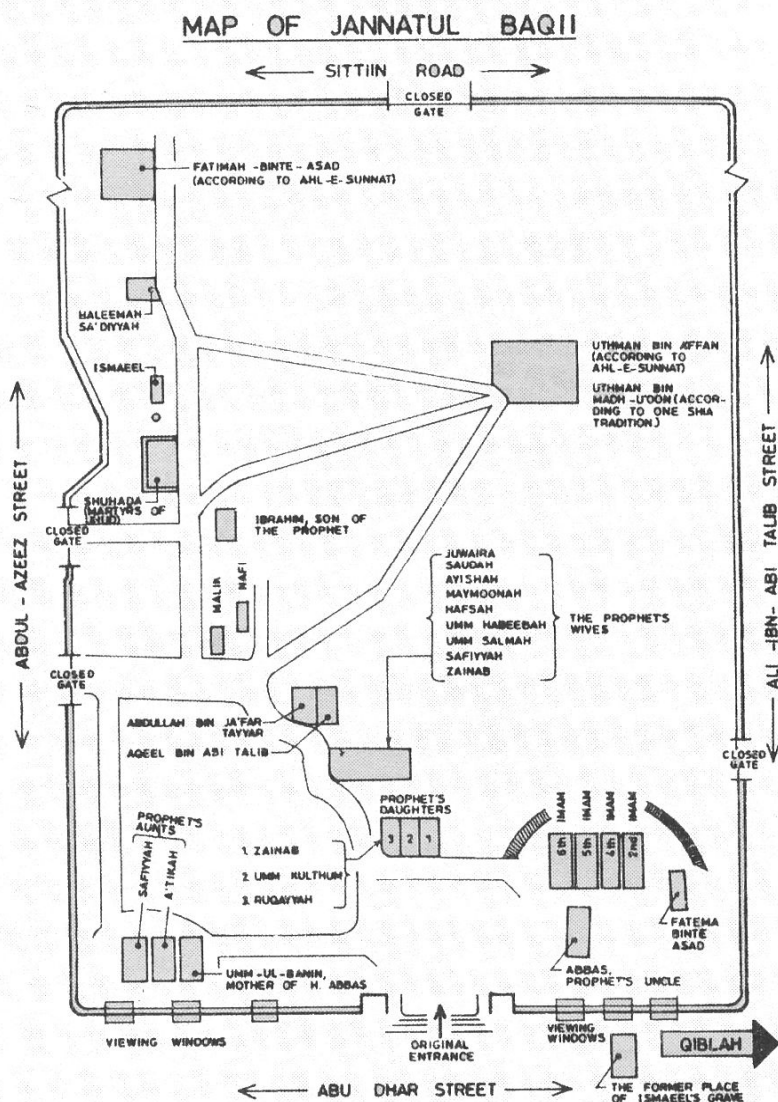 MAP OF JANNATUL BAQII
SITTIIN ROAD
CLOSED
GATE
FATIMAH -BINTE-ASAD
(ACCORDING TO AHL-E-SUNNAT)
HALEEMAH
SA'DIYYAH
ISMAEEL
SHUHADA
(MARTYRS OF
UHUD)
CLOSED
GATE
ABDUL-AZEEZ STREET
CLOSED
GATE
UTHMAN BIN AFFAN
(ACCORDING TO
AHL-E-SUNNAT)
UTHMAN BIN
MADH-U'OON (ACCOR-
DING TO ONE SHIA
TRADITION.)
ALI-IBN-ABI TALIB STREET
IBRAHIM, SON OF
THE PROPHET
MALIK
NAFI
JUWAIRA
SAUDAH
AYISHAH
MAYMOONAH
HAFSAH
UMM HABEEBAH
UMM SALMAH
SAFIYYAH
ZAINAB
THE PROPHET'S
WIVES
ABDULLAH BIN JA'FAR
TAYYAR
AQEEL BIN ABI TALIB
CLOSED
GATE
PROPHET'S
DAUGHTERS
3 2 1
1. ZAINAB
2. UMM KULTHUM
3. RUQAYYAH
PROPHET'S
AUNTS
SAFIYYAH
A'TIKAH
UMM-UL-BANIN,
MOTHER OF H. ABBAS
6th IMAM
5th IMAM
4th IMAM
2nd IMAM
FATEMA
BINTE
ASAD
ABBAS,
PROPHET'S UNCLE
VIEWING WINDOWS
ORIGINAL
ENTRANCE
VIEWING
WINDOWS
QIBLAH
THE FORMER PLACE
OF ISMAEEL'S GRAVE
ABU DHAR STREET